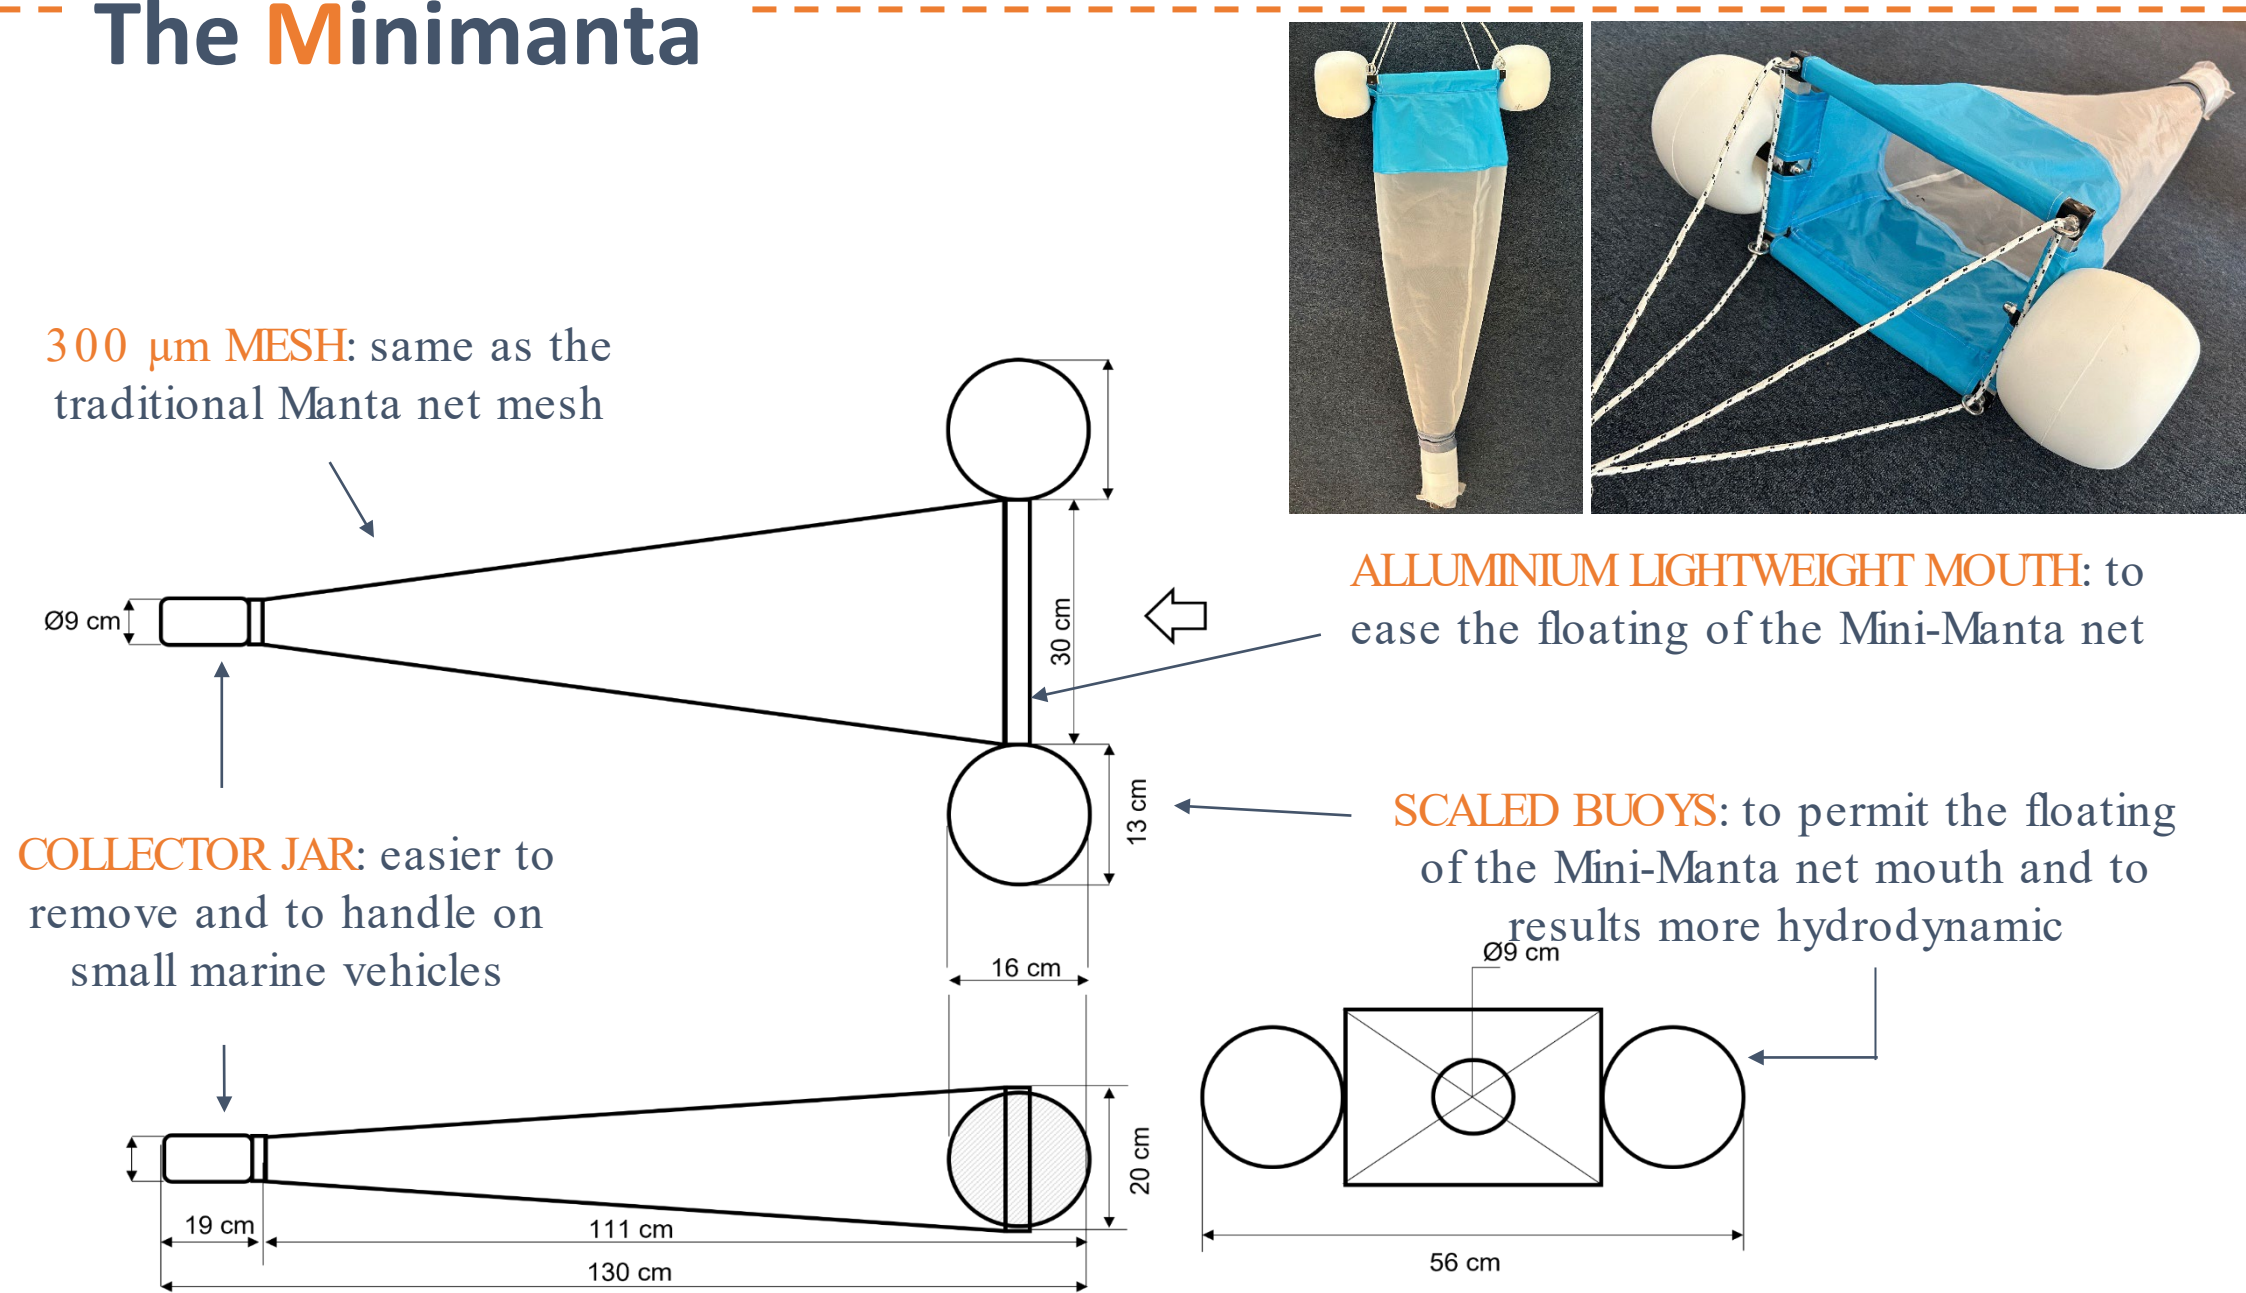 The Minimanta
300 μm MESH: same as the
traditional Manta net mesh
Ø9 cm
30 cm
ALLUMINIUM LIGHTWEIGHT MOUTH: to
ease the floating of the Mini-Manta net
13 cm
SCALED BUOYS: to permit the floating
of the Mini-Manta net mouth and to
results more hydrodynamic
COLLECTOR JAR: easier to
remove and to handle on
small marine vehicles
16 cm
Ø9 cm
20 cm
19 cm
111 cm
130 cm
56 cm